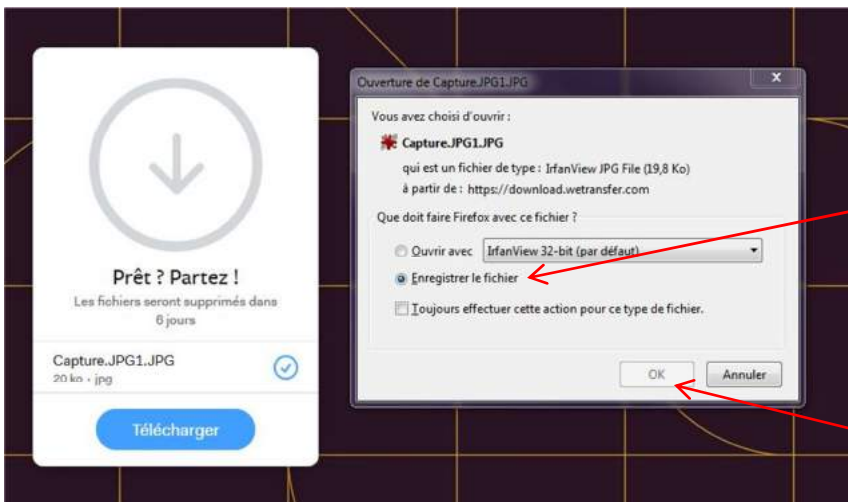 Prêt ? Partez !
Les fichiers seront supprimés dans
6 jours
Capture.JPG1.JPG
20 ko · jpg
Télécharger
Ouverture de Capture.JPG1.JPG
x
Vous avez choisi d'ouvrir :
Capture.JPG1.JPG
qui est un fichier de type : IrfanView JPG File (19,8 Ko)
à partir de : https://download.wetransfer.com
Que doit faire Firefox avec ce fichier ?
Ouvrir avec IrfanView 32-bit (par défaut)
Enregistrer le fichier
Toujours effectuer cette action pour ce type de fichier.
OK Annuler